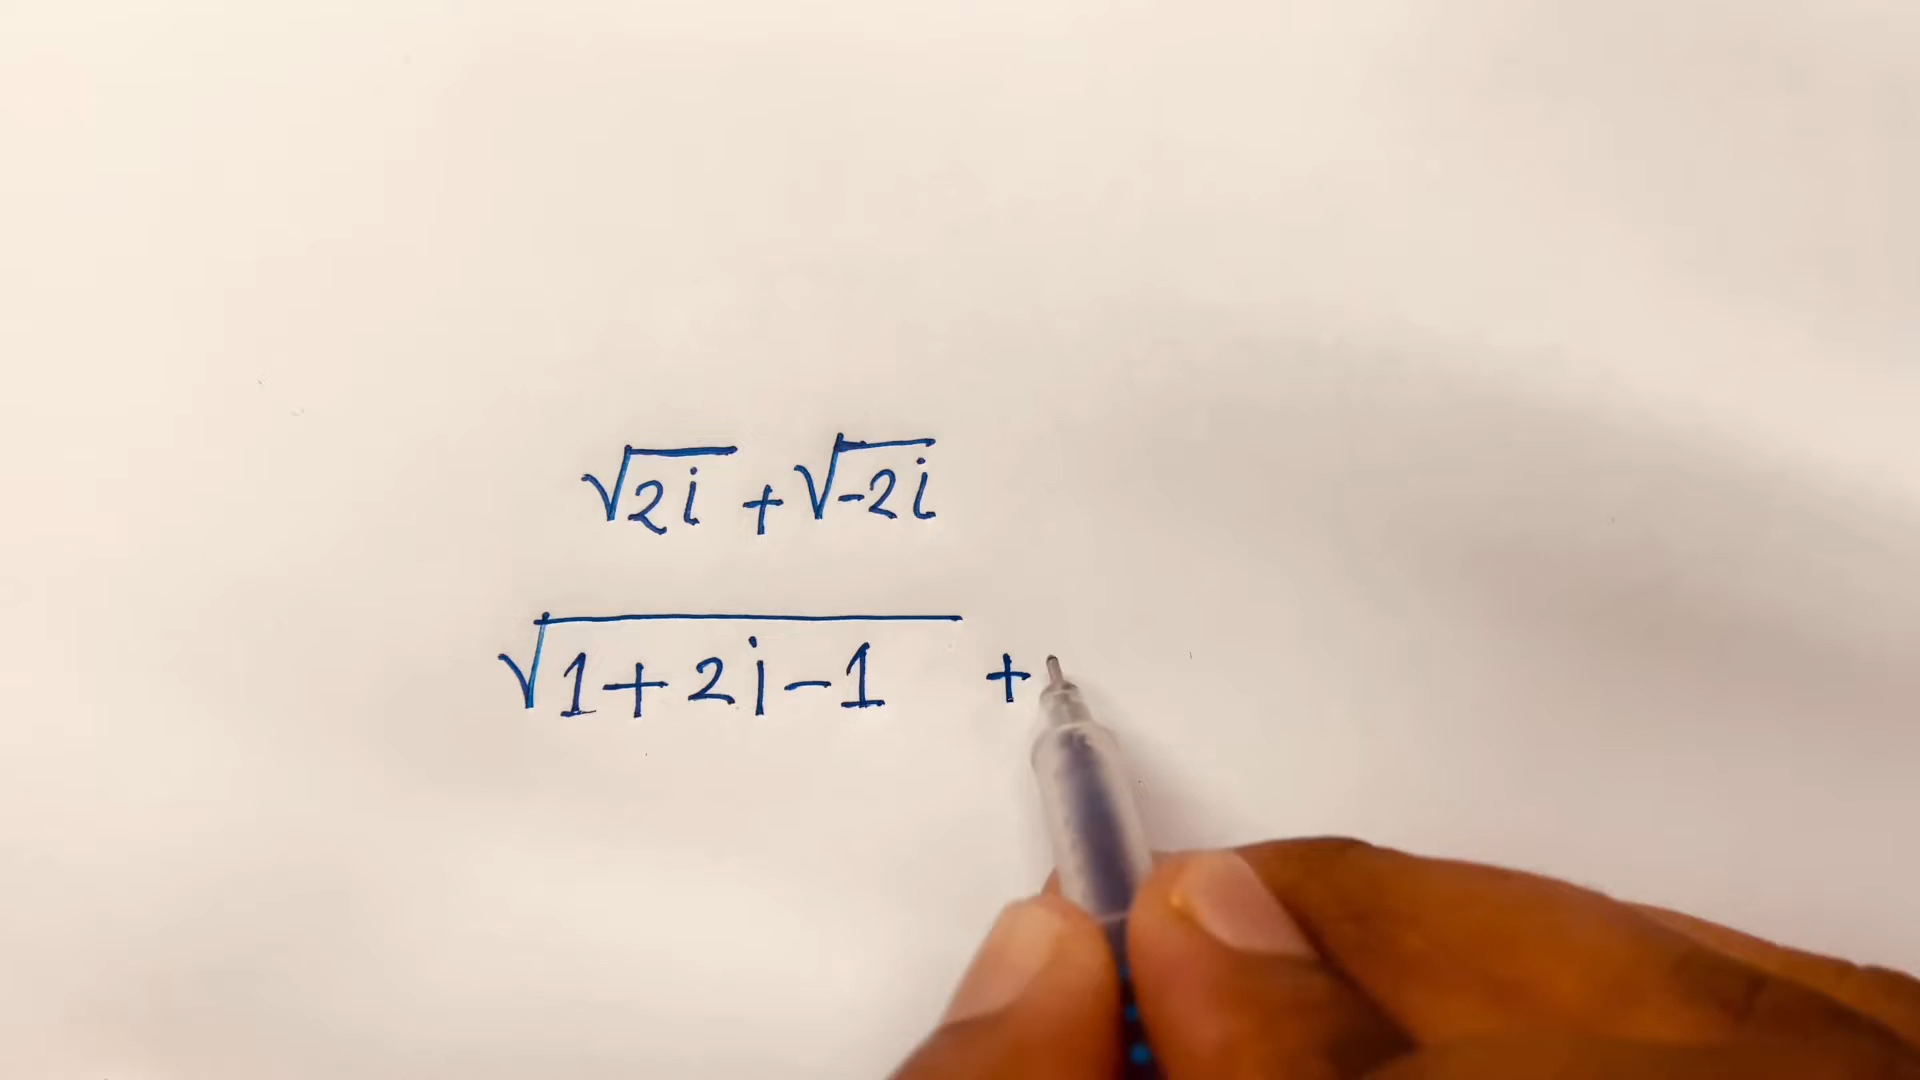 √2i + √-2i
√1+2i-1 +